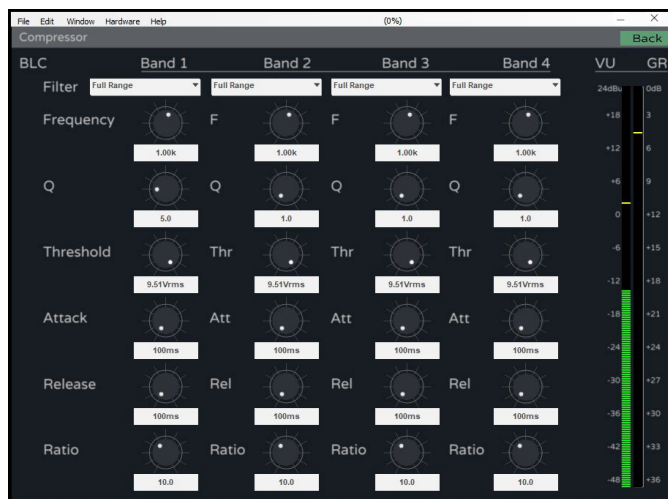 File Edit Window Hardware Help (0%)
Compressor Back
BLC Band 1 Band 2 Band 3 Band 4 VU GR
Filter Full Range Full Range Full Range Full Range
24dBu 0dB
Frequency F F F
+18 3
1.00k 1.00k 1.00k 1.00k
+12 6
Q Q Q Q
+6 9
5.0 1.0 1.0 1.0
0 +12
Threshold Thr Thr Thr
-6 +15
9.51Vrms 9.51Vrms 9.51Vrms 9.51Vrms
-12 +18
Attack Att Att Att
-18 +21
100ms 100ms 100ms 100ms
-24 +24
Release Rel Rel Rel
-30 +27
100ms 100ms 100ms 100ms
-36 +30
Ratio Ratio Ratio Ratio
-42 +33
10.0 10.0 10.0 10.0
-48 +36